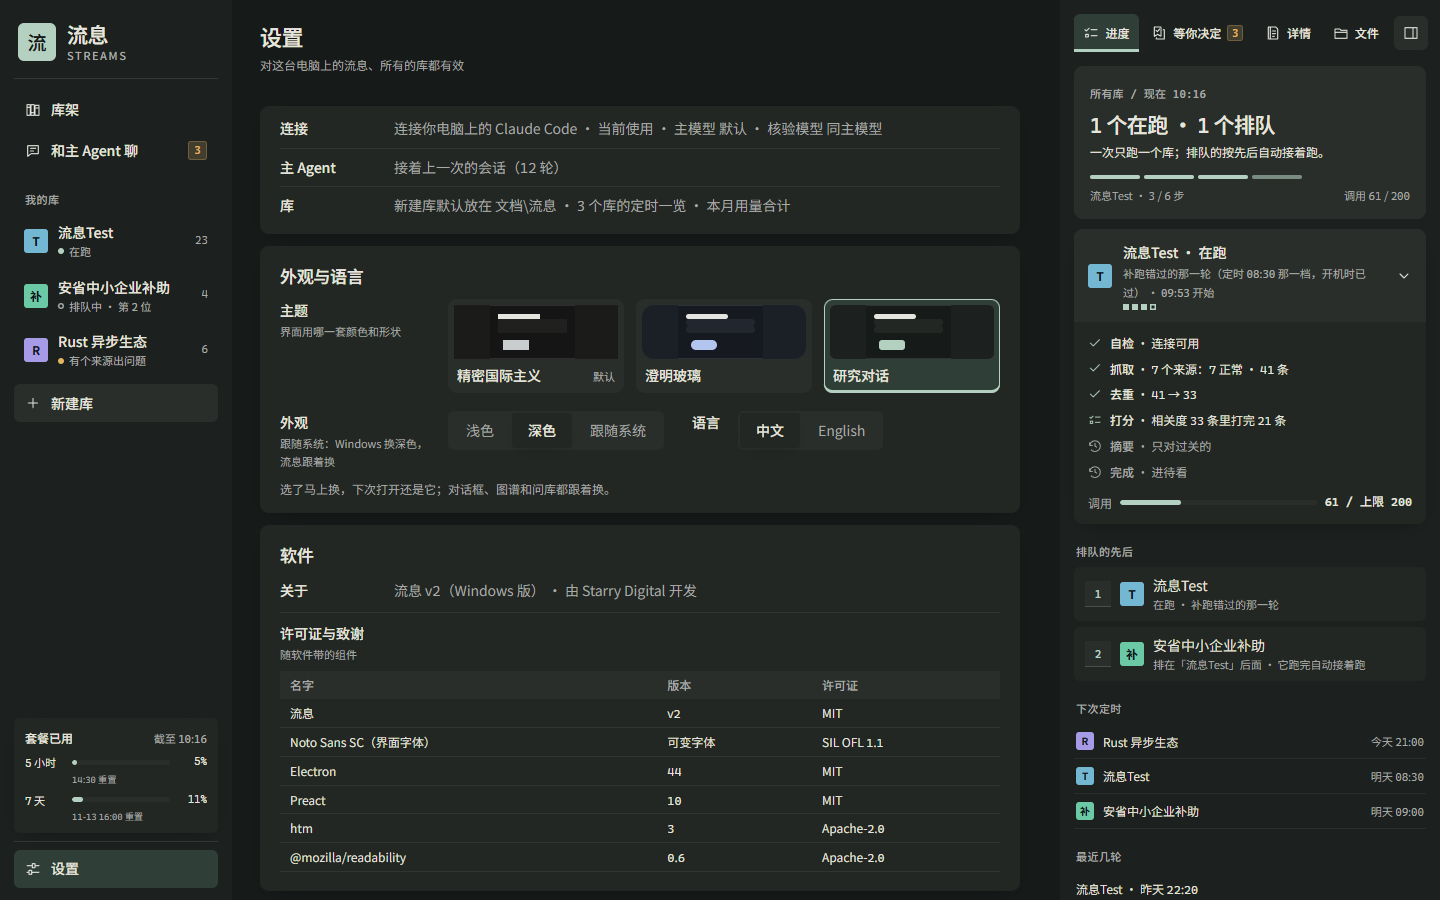 流
流息
STREAMS
库架
和主 Agent 聊
3
我的库
T
流息Test
在跑
23
补
安省中小企业补助
排队中 · 第 2 位
4
R
Rust 异步生态
有个来源出问题
6
新建库
套餐已用
截至 10:16
5 小时
5%
14:30 重置
7 天
11%
11-13 16:00 重置
设置
设置
对这台电脑上的流息、所有的库都有效
连接
连接你电脑上的 Claude Code · 当前使用 · 主模型 默认 · 核验模型 同主模型
主 Agent
接着上一次的会话（12 轮）
库
新建库默认放在 文档\流息 · 3 个库的定时一览 · 本月用量合计
外观与语言
主题
界面用哪一套颜色和形状
精密国际主义
默认
澄明玻璃
研究对话
外观
跟随系统：Windows 换深色，
流息跟着换
浅色
深色
跟随系统
语言
中文
English
选了马上换，下次打开还是它；对话框、图谱和问库都跟着换。
软件
关于
流息 v2（Windows 版） · 由 Starry Digital 开发
许可证与致谢
随软件带的组件
名字 版本 许可证
流息 v2 MIT
Noto Sans SC（界面字体） 可变字体 SIL OFL 1.1
Electron 44 MIT
Preact 10 MIT
htm 3 Apache-2.0
@mozilla/readability 0.6 Apache-2.0
进度
等你决定
3
详情
文件
所有库 / 现在 10:16
1 个在跑 · 1 个排队
一次只跑一个库；排队的按先后自动接着跑。
流息Test · 3 / 6 步
调用 61 / 200
T
流息Test · 在跑
补跑错过的那一轮（定时 08:30 那一档，开机时已
过） · 09:53 开始
自检 · 连接可用
抓取 · 7 个来源：7 正常 · 41 条
去重 · 41 → 33
打分 · 相关度 33 条里打完 21 条
摘要 · 只对过关的
完成 · 进待看
调用
61 / 上限 200
排队的先后
1
T
流息Test
在跑 · 补跑错过的那一轮
2
补
安省中小企业补助
排在「流息Test」后面 · 它跑完自动接着跑
下次定时
R
Rust 异步生态
今天 21:00
T
流息Test
明天 08:30
补
安省中小企业补助
明天 09:00
最近几轮
流息Test · 昨天 22:20